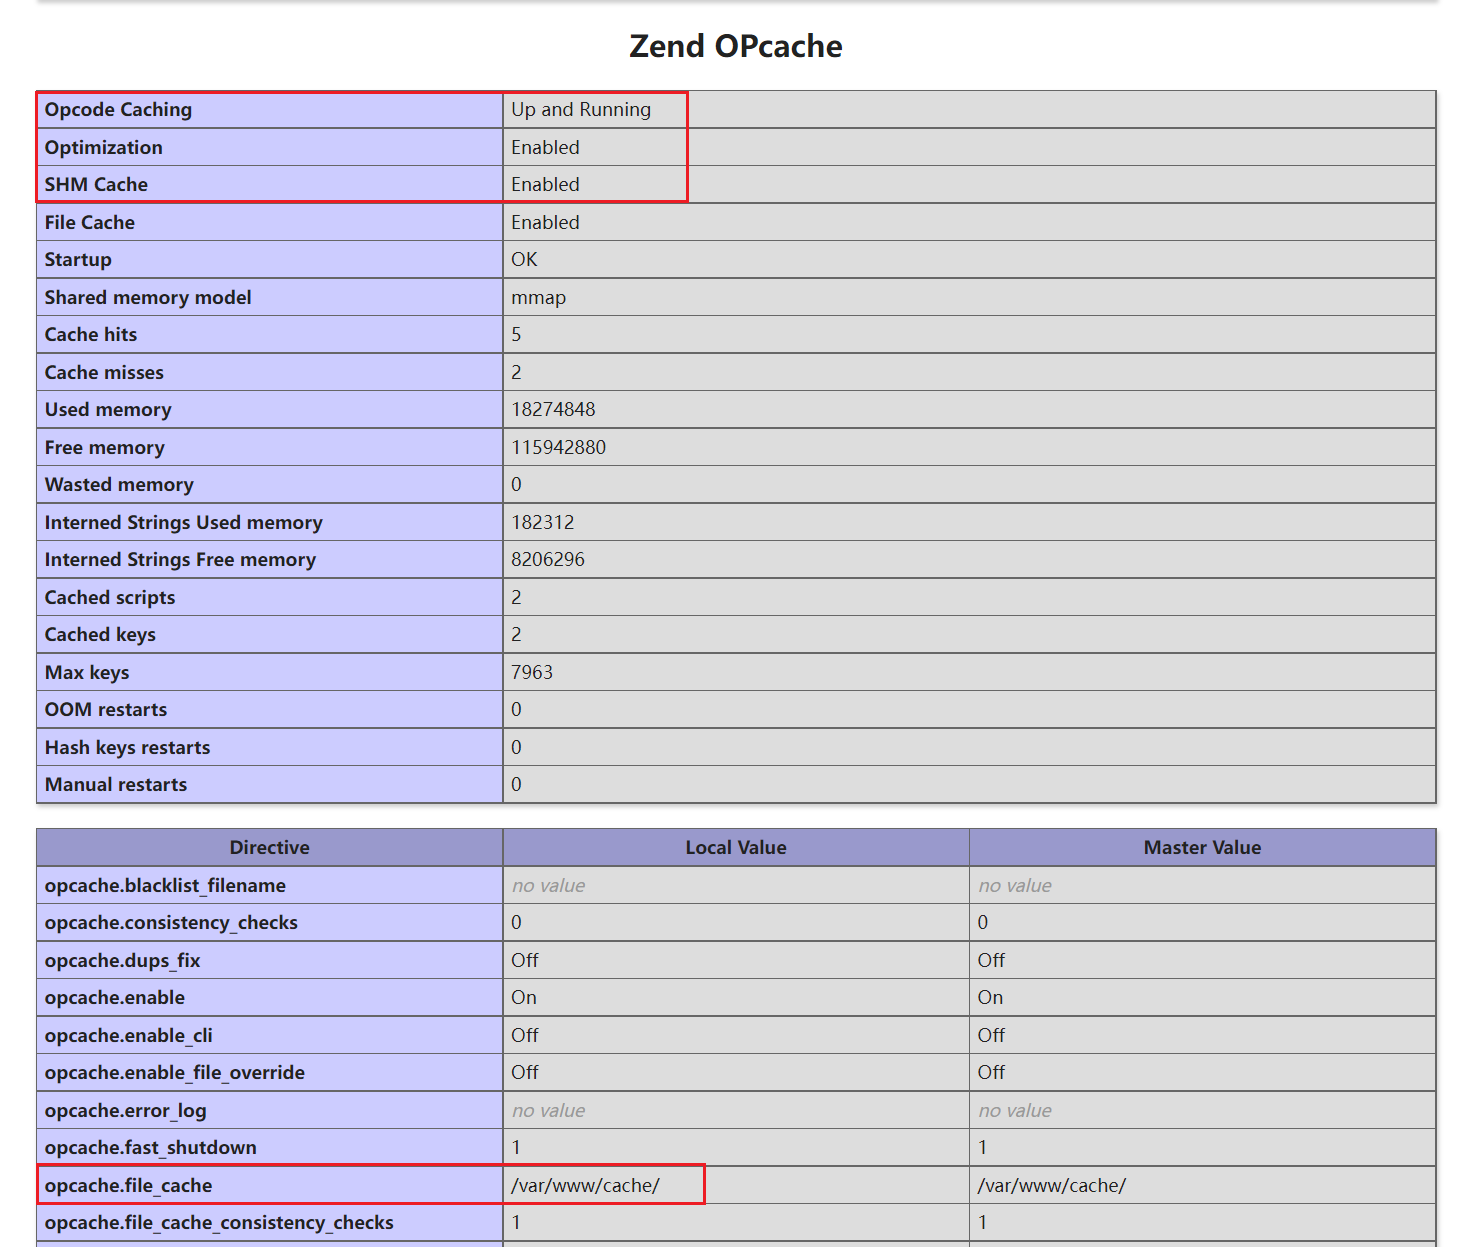 Zend OPcache
Opcode Caching Up and Running
Optimization Enabled
SHM Cache Enabled
File Cache Enabled
Startup OK
Shared memory model mmap
Cache hits 5
Cache misses 2
Used memory 18274848
Free memory 115942880
Wasted memory 0
Interned Strings Used memory 182312
Interned Strings Free memory 8206296
Cached scripts 2
Cached keys 2
Max keys 7963
OOM restarts 0
Hash keys restarts 0
Manual restarts 0
Directive Local Value Master Value
opcache.blacklist_filename no value no value
opcache.consistency_checks 0 0
opcache.dups_fix Off Off
opcache.enable On On
opcache.enable_cli Off Off
opcache.enable_file_override Off Off
opcache.error_log no value no value
opcache.fast_shutdown 1 1
opcache.file_cache /var/www/cache/ /var/www/cache/
opcache.file_cache_consistency_checks 1 1